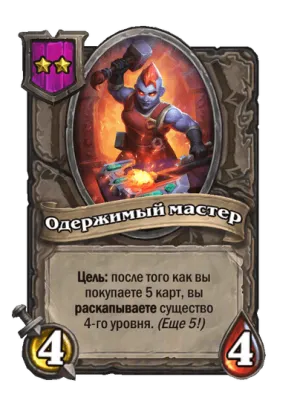 Одержимый мастер
Цель: после того как вы
покупаете 5 карт, вы
раскапываете существо
4-го уровня. (Еще 5!)
4 4